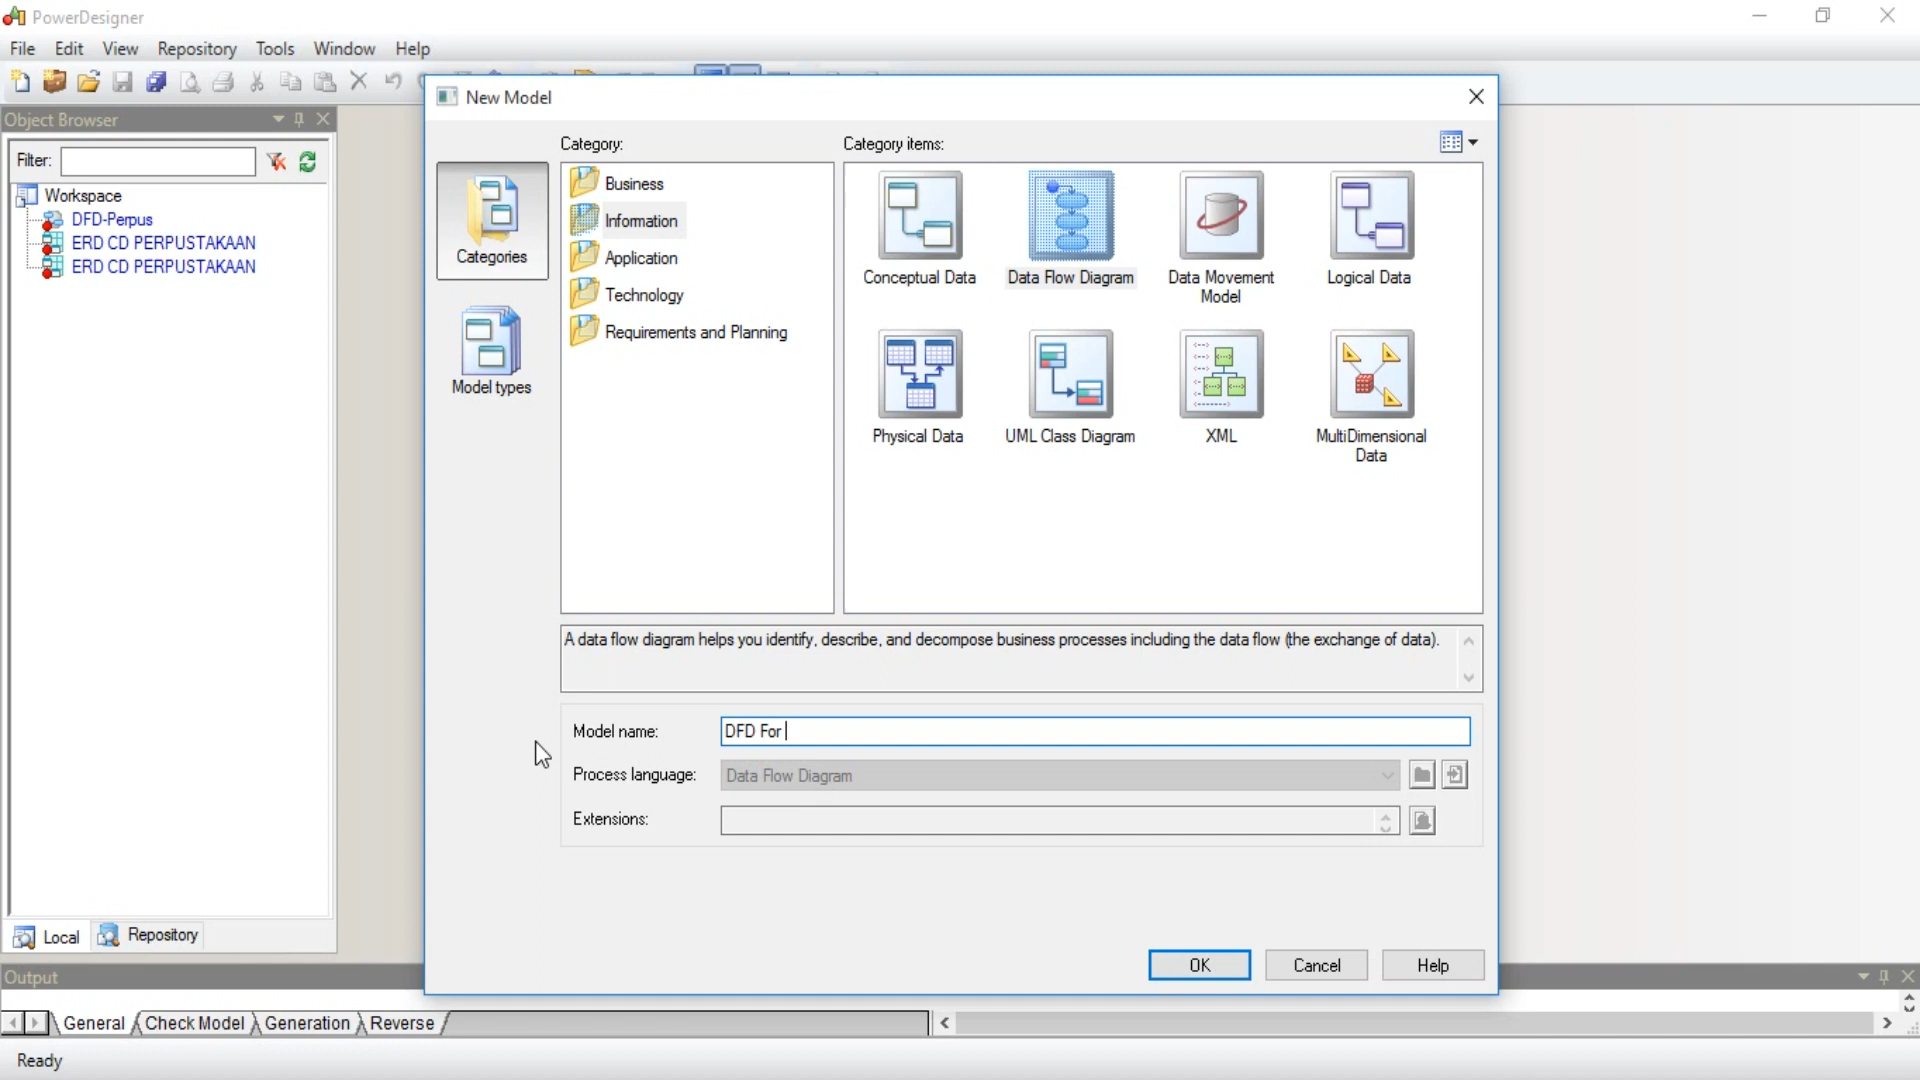 PowerDesigner
File Edit View Repository Tools Window Help
Object Browser
Filter:
Workspace
DFD-Perpus
ERD CD PERPUSTAKAAN
ERD CD PERPUSTAKAAN
Local Repository
New Model
Categories
Model types
Category:
Business
Information
Application
Technology
Requirements and Planning
Category items:
Conceptual Data Data Flow Diagram Data Movement Logical Data
Model
Physical Data UML Class Diagram XML MultiDimensional
Data
A data flow diagram helps you identify, describe, and decompose business processes including the data flow (the exchange of data).
Model name: DFD For
Process language: Data Flow Diagram
Extensions:
OK Cancel Help
Output
General Check Model Generation Reverse
Ready